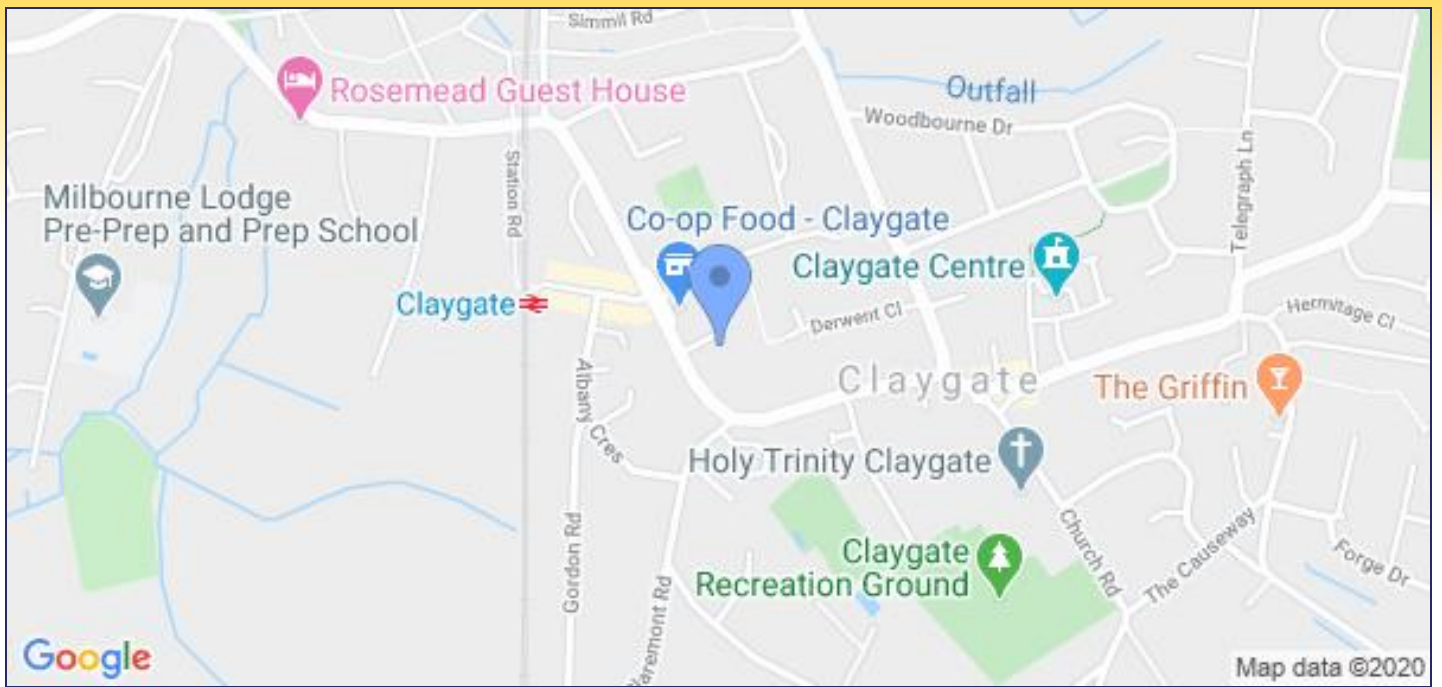 Simmil Rd
Rosemead Guest House
Outfall
Woodbourne Dr
Station Rd
Telegraph Ln
Milbourne Lodge
Pre-Prep and Prep School
Co-op Food - Claygate
Claygate Centre
Claygate
Derwent Cl
Hermitage Cl
Albany Cres
Claygate
The Griffin
Holy Trinity Claygate
Gordon Rd
Church Rd
The Causeway
Claygate
Recreation Ground
Forge Dr
Google
Map data ©2020